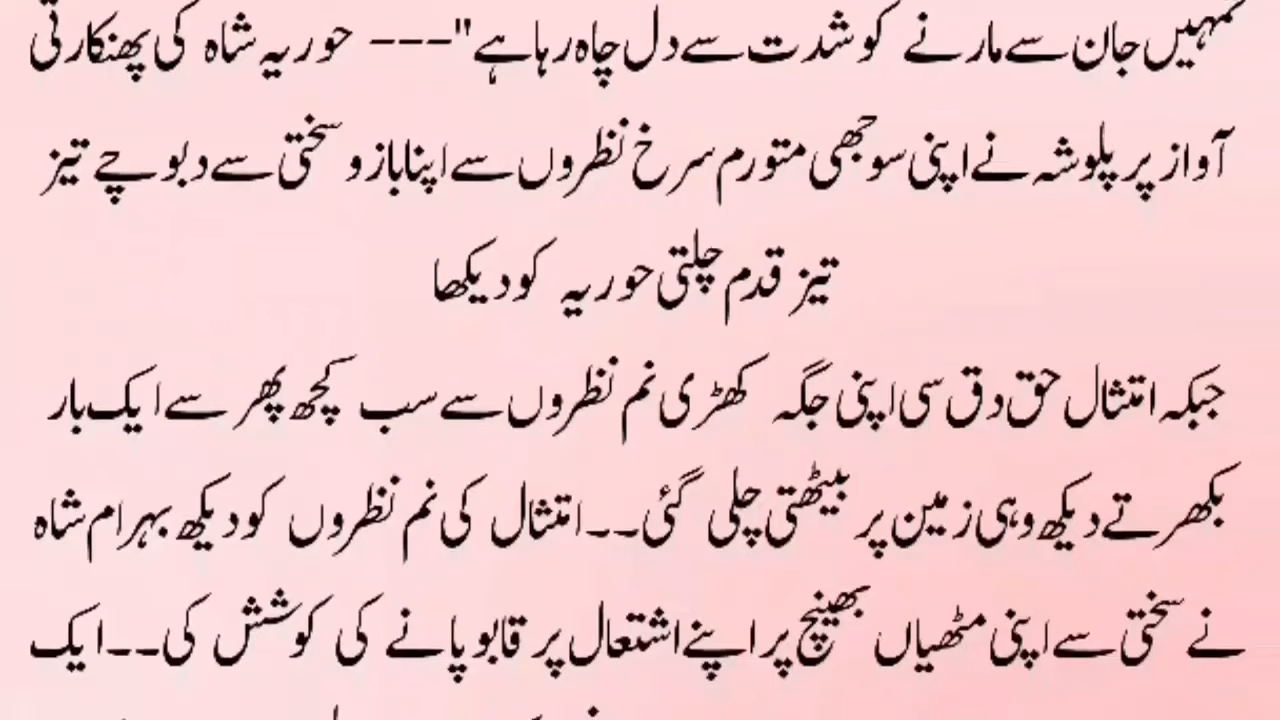 تمہیں جان سے مارنے کو شدت سے دل چاہ رہا ہے"--- حوریہ شاہ کی پھنکارتی
آواز پر پلوشہ نے اپنی سوجھی متورم سرخ نظروں سے اپنا بازو سختی سے دبوچے تیز
تیز قدم چلتی حوریہ کو دیکھا
جبکہ امتثال حق دق سی اپنی جگہ کھڑی نم نظروں سے سب کچھ پھر سے ایک بار
بکھرتے دیکھ وہی زمین پر بیٹھتی چلی گئی۔۔امتثال کی نم نظروں کو دیکھ بہرام شاہ
نے سختی سے اپنی مٹھیاں بھینچ پر اپنے اشتعال پر قابو پانے کی کوشش کی۔۔ایک